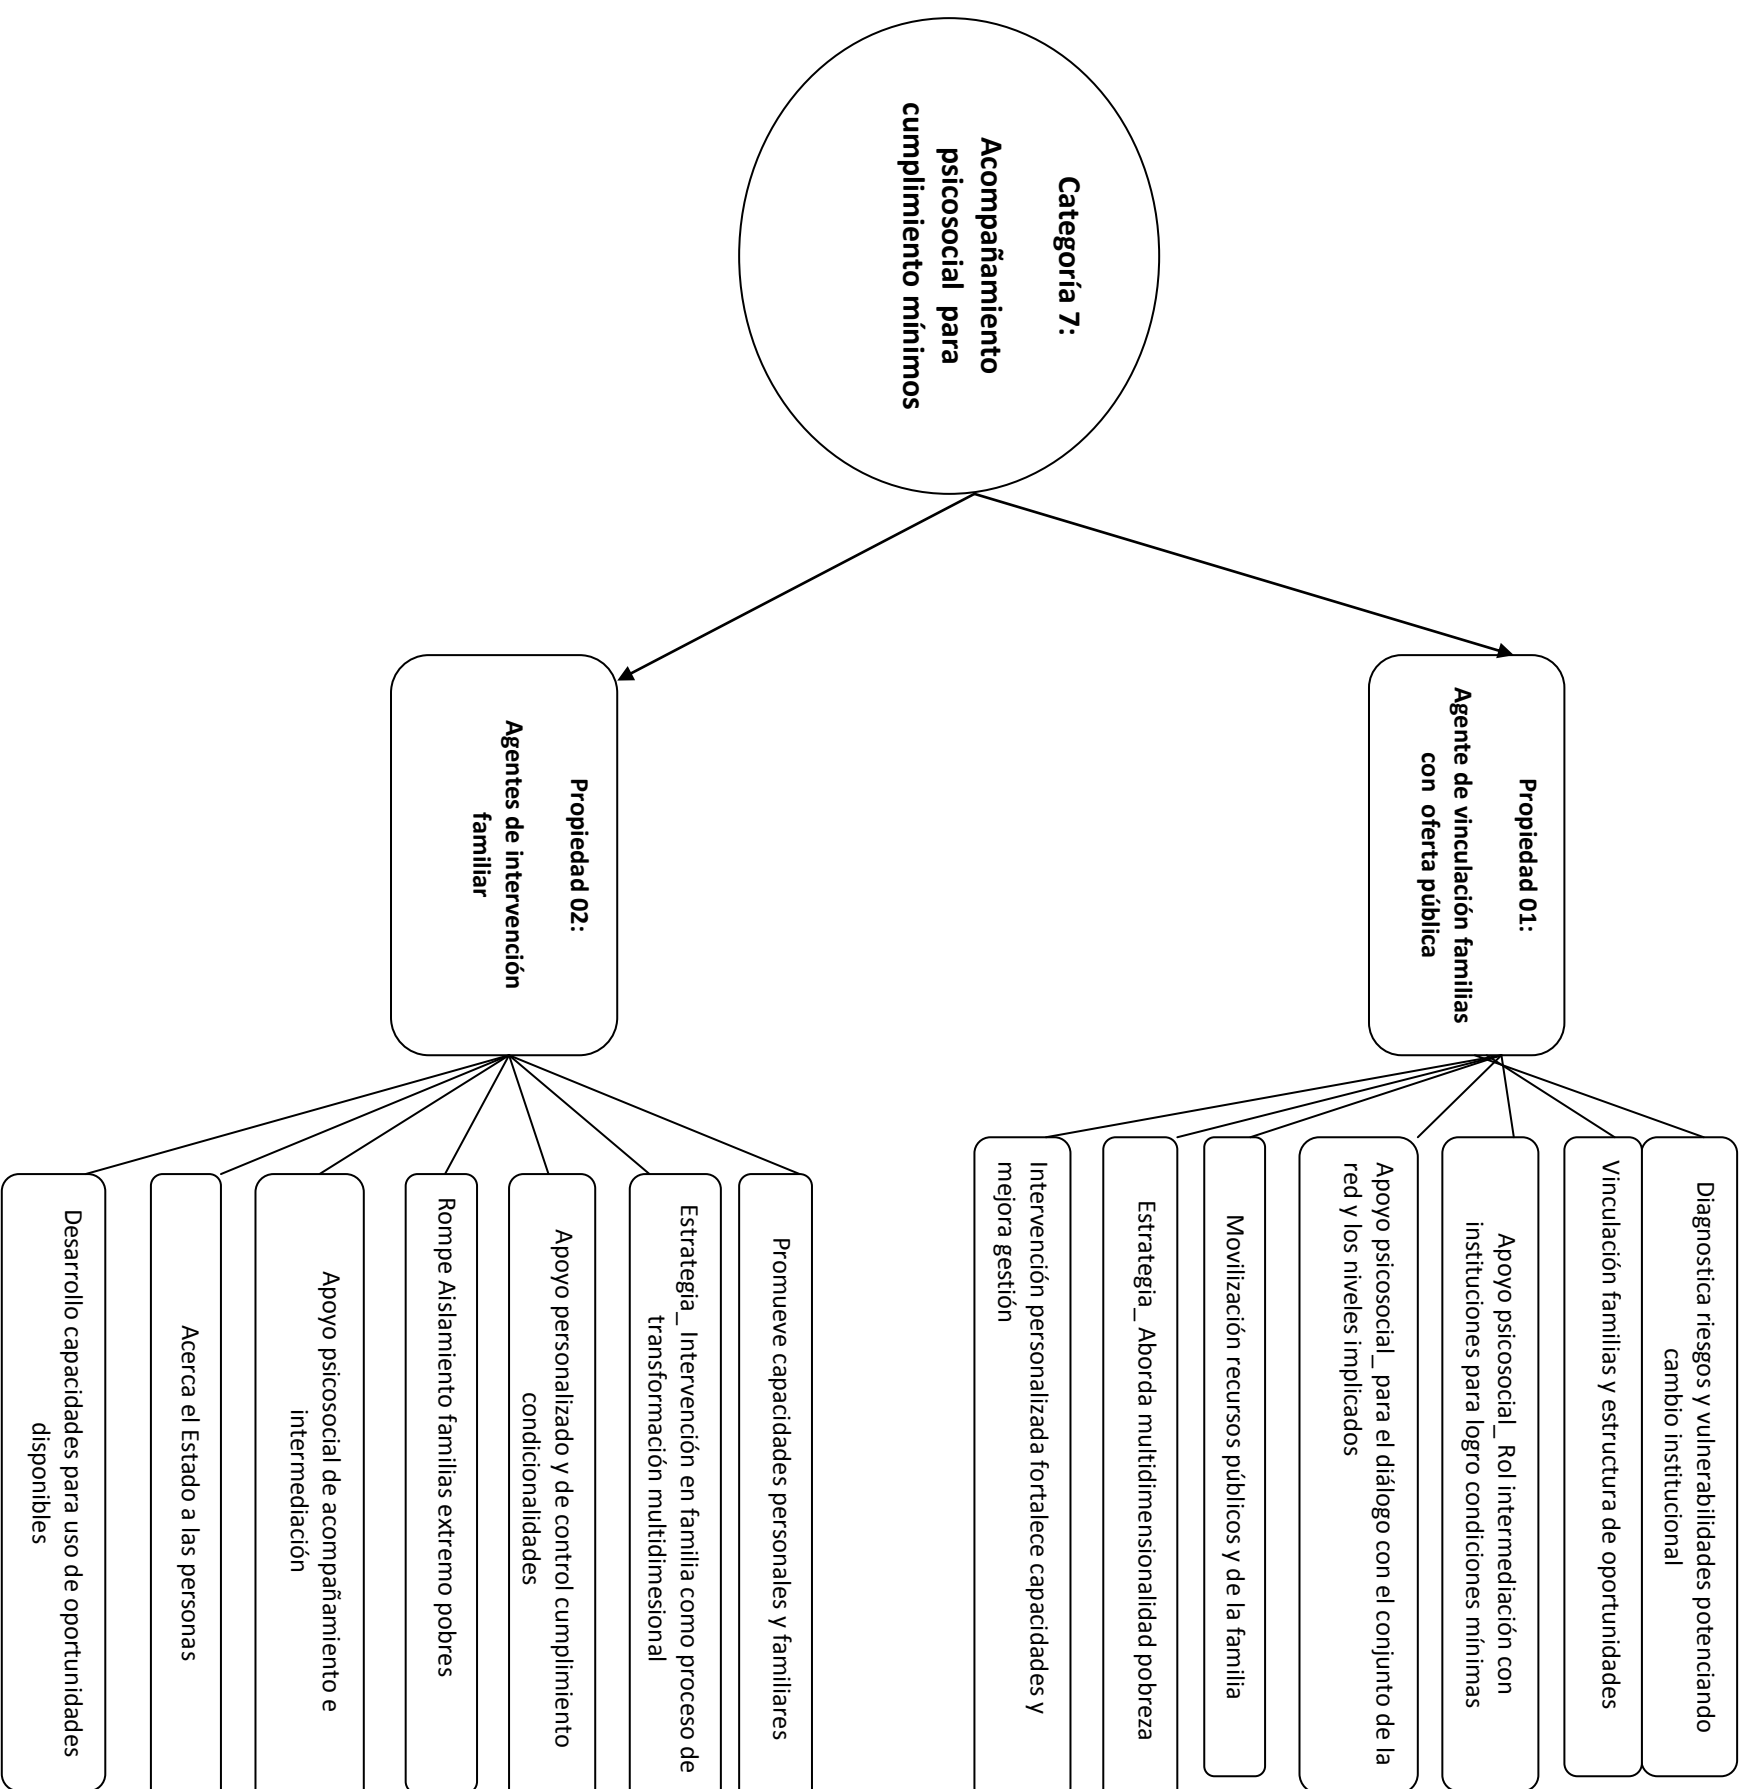 Categoría 7:
Acompañamiento
psicosocial para
cumplimiento mínimos
Propiedad 01:
Agente de vinculación familias
con oferta pública
Diagnostica riesgos y vulnerabilidades potenciando
cambio institucional
Vinculación familias y estructura de oportunidades
Apoyo psicosocial_ Rol intermediación con
instituciones para logro condiciones mínimas
Apoyo psicosocial_ para el diálogo con el conjunto de la
red y los niveles implicados
Movilización recursos públicos y de la familia
Estrategia_ Aborda multidimensionalidad pobreza
Intervención personalizada fortalece capacidades y
mejora gestión
Propiedad 02:
Agentes de intervención
familiar
Promueve capacidades personales y familiares
Estrategia_ Intervención en familia como proceso de
transformación multidimesional
Apoyo personalizado y de control cumplimiento
condicionalidades
Rompe Aislamiento familias extremo pobres
Apoyo psicosocial de acompañamiento e
intermediación
Acerca el Estado a las personas
Desarrollo capacidades para uso de oportunidades
disponibles